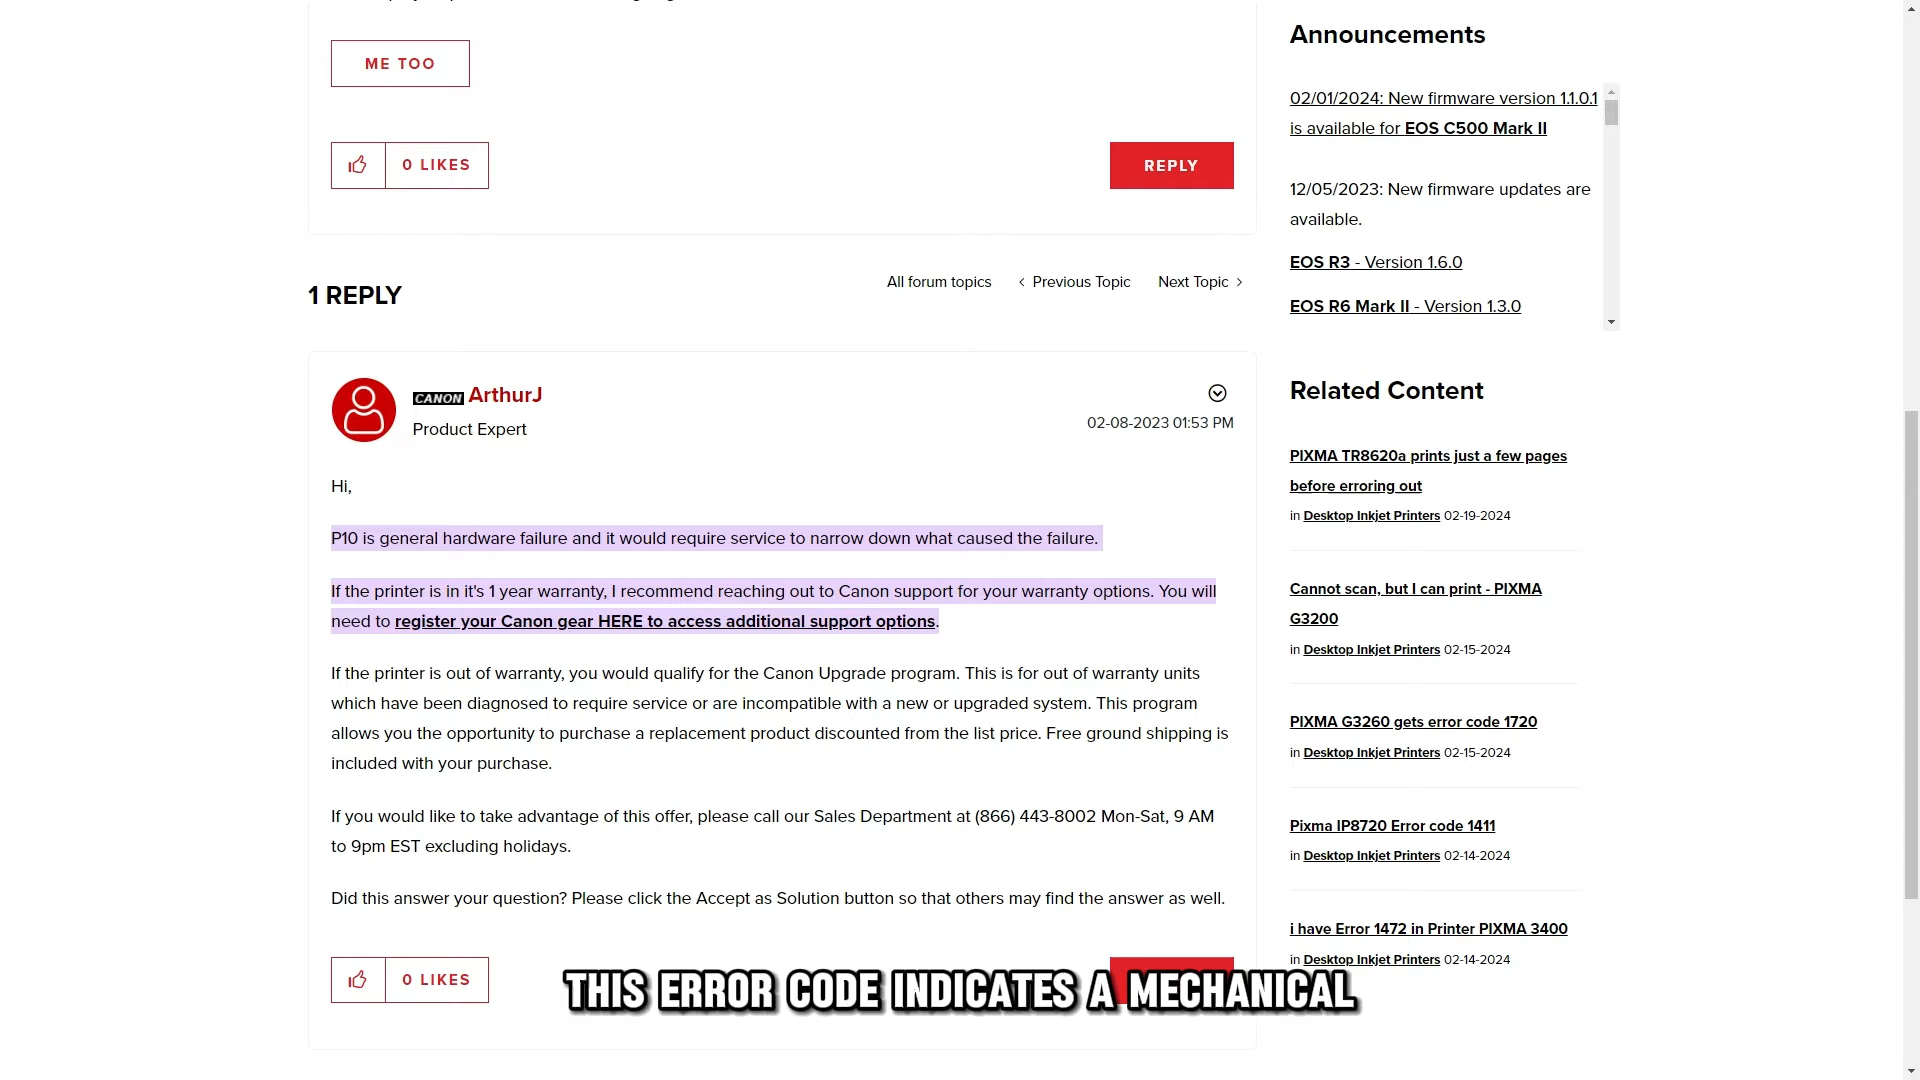 ME TOO
0 LIKES
REPLY
1 REPLY
All forum topics
Previous Topic
Next Topic
CANON ArthurJ
Product Expert
02-08-2023 01:53 PM
Hi,
P10 is general hardware failure and it would require service to narrow down what caused the failure.
If the printer is in it's 1 year warranty, I recommend reaching out to Canon support for your warranty options. You will
need to register your Canon gear HERE to access additional support options.
If the printer is out of warranty, you would qualify for the Canon Upgrade program. This is for out of warranty units
which have been diagnosed to require service or are incompatible with a new or upgraded system. This program
allows you the opportunity to purchase a replacement product discounted from the list price. Free ground shipping is
included with your purchase.
If you would like to take advantage of this offer, please call our Sales Department at (866) 443-8002 Mon-Sat, 9 AM
to 9pm EST excluding holidays.
Did this answer your question? Please click the Accept as Solution button so that others may find the answer as well.
0 LIKES
THIS ERROR CODE INDICATES A MECHANICAL
Announcements
02/01/2024: New firmware version 1.1.0.1
is available for EOS C500 Mark II
12/05/2023: New firmware updates are
available.
EOS R3 - Version 1.6.0
EOS R6 Mark II - Version 1.3.0
Related Content
PIXMA TR8620a prints just a few pages
before erroring out
in Desktop Inkjet Printers 02-19-2024
Cannot scan, but I can print - PIXMA
G3200
in Desktop Inkjet Printers 02-15-2024
PIXMA G3260 gets error code 1720
in Desktop Inkjet Printers 02-15-2024
Pixma IP8720 Error code 1411
in Desktop Inkjet Printers 02-14-2024
i have Error 1472 in Printer PIXMA 3400
in Desktop Inkjet Printers 02-14-2024